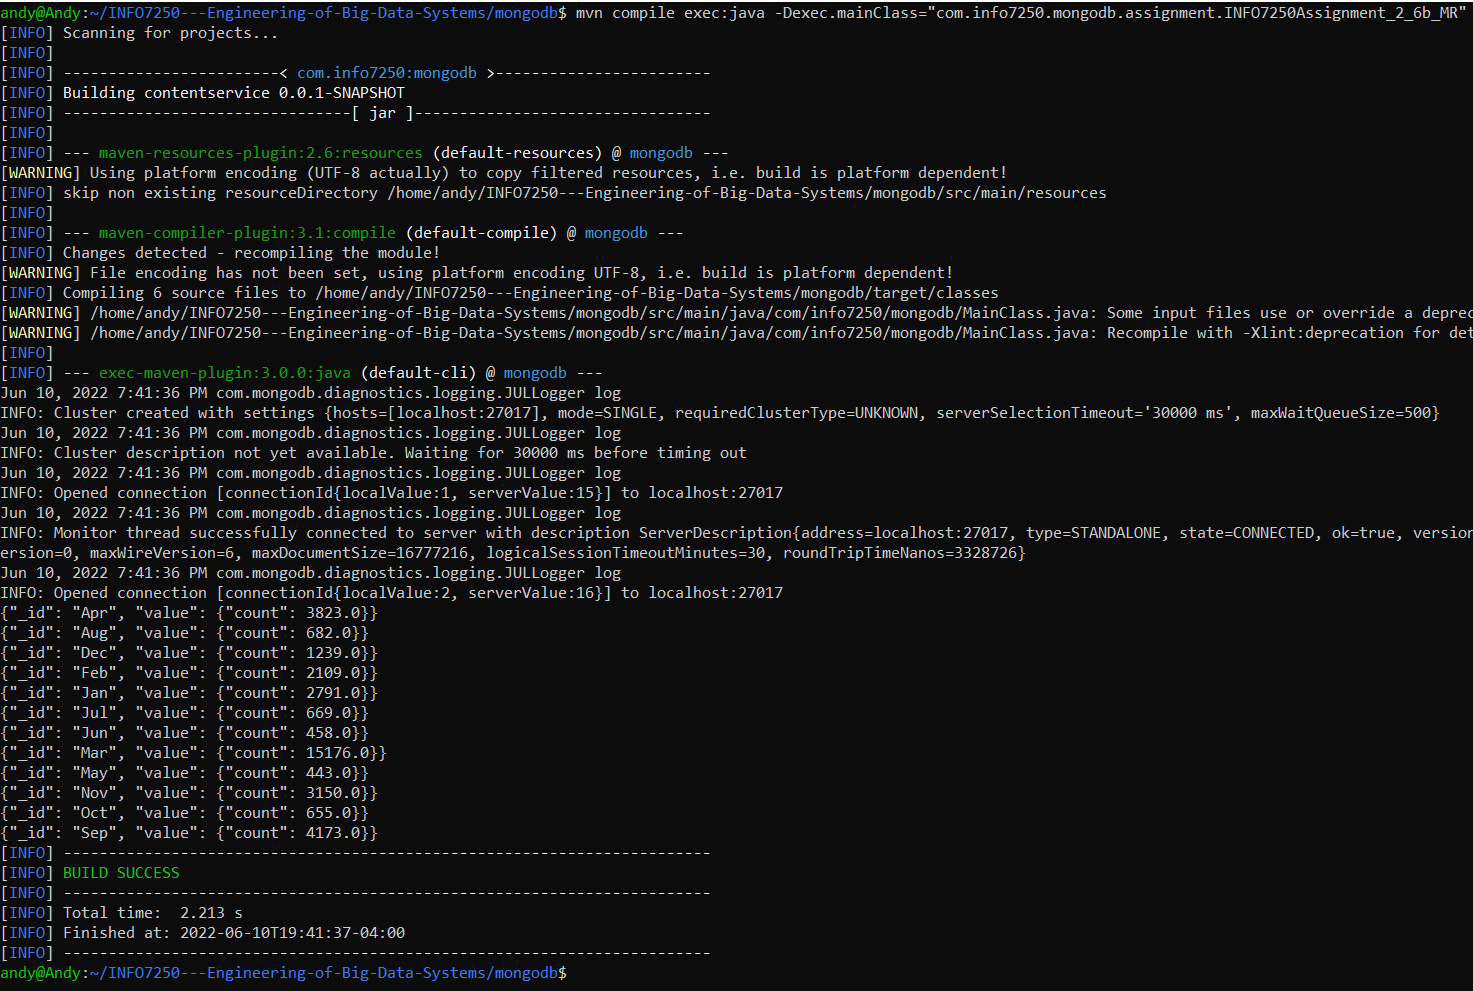 andy@Andy:~/INFO7250---Engineering-of-Big-Data-Systems/mongodb$ mvn compile exec:java -Dexec.mainClass="com.info7250.mongodb.assignment.INFO7250Assignment_2_6b_MR"
[INFO] Scanning for projects...
[INFO]
[INFO] ------------------------< com.info7250:mongodb >------------------------
[INFO] Building contentservice 0.0.1-SNAPSHOT
[INFO] --------------------------------[ jar ]---------------------------------
[INFO]
[INFO] --- maven-resources-plugin:2.6:resources (default-resources) @ mongodb ---
[WARNING] Using platform encoding (UTF-8 actually) to copy filtered resources, i.e. build is platform dependent!
[INFO] skip non existing resourceDirectory /home/andy/INFO7250---Engineering-of-Big-Data-Systems/mongodb/src/main/resources
[INFO]
[INFO] --- maven-compiler-plugin:3.1:compile (default-compile) @ mongodb ---
[INFO] Changes detected - recompiling the module!
[WARNING] File encoding has not been set, using platform encoding UTF-8, i.e. build is platform dependent!
[INFO] Compiling 6 source files to /home/andy/INFO7250---Engineering-of-Big-Data-Systems/mongodb/target/classes
[WARNING] /home/andy/INFO7250---Engineering-of-Big-Data-Systems/mongodb/src/main/java/com/info7250/mongodb/MainClass.java: Some input files use or override a deprec
[WARNING] /home/andy/INFO7250---Engineering-of-Big-Data-Systems/mongodb/src/main/java/com/info7250/mongodb/MainClass.java: Recompile with -Xlint:deprecation for det
[INFO]
[INFO] --- exec-maven-plugin:3.0.0:java (default-cli) @ mongodb ---
Jun 10, 2022 7:41:36 PM com.mongodb.diagnostics.logging.JULLogger log
INFO: Cluster created with settings {hosts=[localhost:27017], mode=SINGLE, requiredClusterType=UNKNOWN, serverSelectionTimeout='30000 ms', maxWaitQueueSize=500}
Jun 10, 2022 7:41:36 PM com.mongodb.diagnostics.logging.JULLogger log
INFO: Cluster description not yet available. Waiting for 30000 ms before timing out
Jun 10, 2022 7:41:36 PM com.mongodb.diagnostics.logging.JULLogger log
INFO: Opened connection [connectionId{localValue:1, serverValue:15}] to localhost:27017
Jun 10, 2022 7:41:36 PM com.mongodb.diagnostics.logging.JULLogger log
INFO: Monitor thread successfully connected to server with description ServerDescription{address=localhost:27017, type=STANDALONE, state=CONNECTED, ok=true, version
ersion=0, maxWireVersion=6, maxDocumentSize=16777216, logicalSessionTimeoutMinutes=30, roundTripTimeNanos=3328726}
Jun 10, 2022 7:41:36 PM com.mongodb.diagnostics.logging.JULLogger log
INFO: Opened connection [connectionId{localValue:2, serverValue:16}] to localhost:27017
{"_id": "Apr", "value": {"count": 3823.0}}
{"_id": "Aug", "value": {"count": 682.0}}
{"_id": "Dec", "value": {"count": 1239.0}}
{"_id": "Feb", "value": {"count": 2109.0}}
{"_id": "Jan", "value": {"count": 2791.0}}
{"_id": "Jul", "value": {"count": 669.0}}
{"_id": "Jun", "value": {"count": 458.0}}
{"_id": "Mar", "value": {"count": 15176.0}}
{"_id": "May", "value": {"count": 443.0}}
{"_id": "Nov", "value": {"count": 3150.0}}
{"_id": "Oct", "value": {"count": 655.0}}
{"_id": "Sep", "value": {"count": 4173.0}}
[INFO] ------------------------------------------------------------------------
[INFO] BUILD SUCCESS
[INFO] ------------------------------------------------------------------------
[INFO] Total time:  2.213 s
[INFO] Finished at: 2022-06-10T19:41:37-04:00
[INFO] ------------------------------------------------------------------------
andy@Andy:~/INFO7250---Engineering-of-Big-Data-Systems/mongodb$